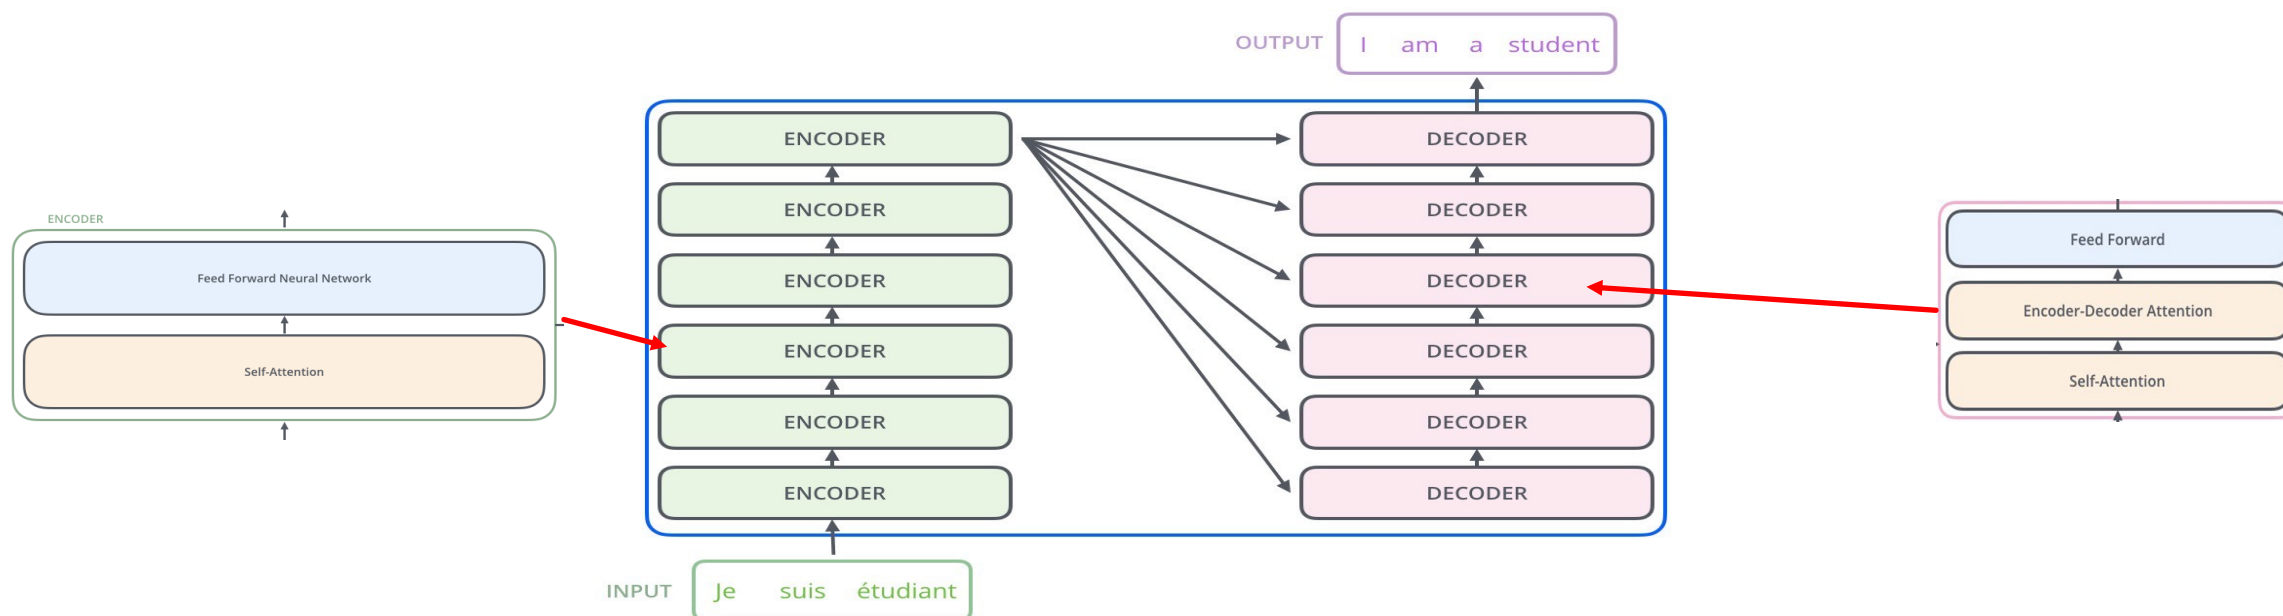 OUTPUT I am a student
ENCODER DECODER
ENCODER DECODER
ENCODER
Feed Forward Neural Network
Self-Attention
ENCODER DECODER
ENCODER DECODER
ENCODER DECODER
ENCODER DECODER
Feed Forward
Encoder-Decoder Attention
Self-Attention
INPUT Je suis étudiant